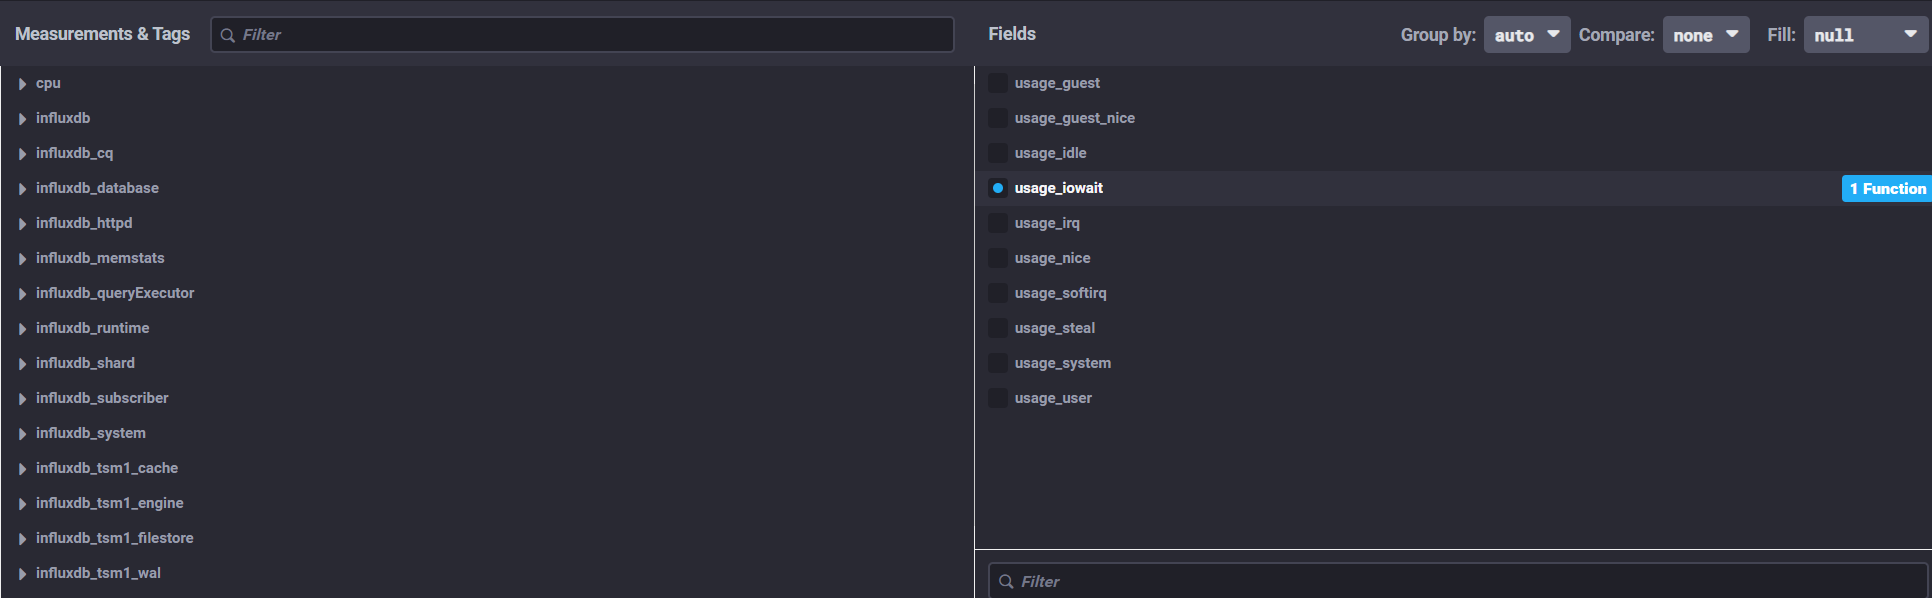 Measurements & Tags
Filter
cpu
influxdb
influxdb_cq
influxdb_database
influxdb_httpd
influxdb_memstats
influxdb_queryExecutor
influxdb_runtime
influxdb_shard
influxdb_subscriber
influxdb_system
influxdb_tsm1_cache
influxdb_tsm1_engine
influxdb_tsm1_filestore
influxdb_tsm1_wal
Fields
Group by: auto Compare: none Fill: null
usage_guest
usage_guest_nice
usage_idle
usage_iowait 1 Function
usage_irq
usage_nice
usage_softirq
usage_steal
usage_system
usage_user
Filter